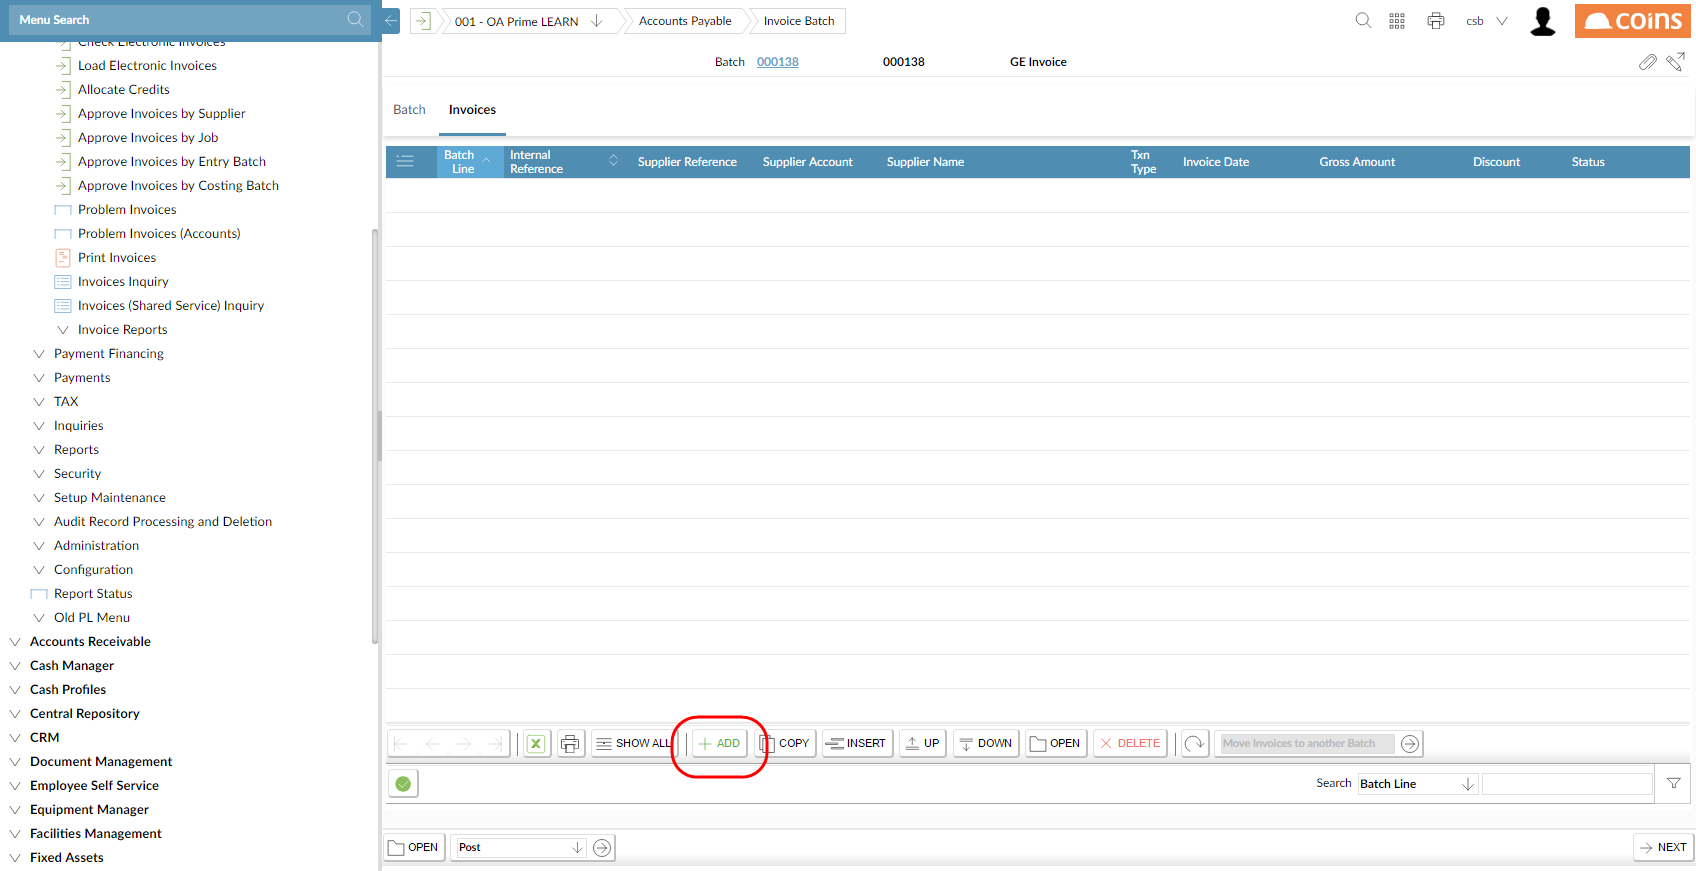 Menu Search
001 - OA Prime LEARN
Accounts Payable
Invoice Batch
csb
coins
Batch 000138 000138 GE Invoice
Batch Invoices
Batch Line
Internal Reference
Supplier Reference
Supplier Account
Supplier Name
Txn Type
Invoice Date
Gross Amount
Discount
Status
Check Electronic Invoices
Load Electronic Invoices
Allocate Credits
Approve Invoices by Supplier
Approve Invoices by Job
Approve Invoices by Entry Batch
Approve Invoices by Costing Batch
Problem Invoices
Problem Invoices (Accounts)
Print Invoices
Invoices Inquiry
Invoices (Shared Service) Inquiry
Invoice Reports
Payment Financing
Payments
TAX
Inquiries
Reports
Security
Setup Maintenance
Audit Record Processing and Deletion
Administration
Configuration
Report Status
Old PL Menu
Accounts Receivable
Cash Manager
Cash Profiles
Central Repository
CRM
Document Management
Employee Self Service
Equipment Manager
Facilities Management
Fixed Assets
SHOW ALL
ADD
COPY
INSERT
UP
DOWN
OPEN
DELETE
Move Invoices to another Batch
Search Batch Line
OPEN
Post
NEXT